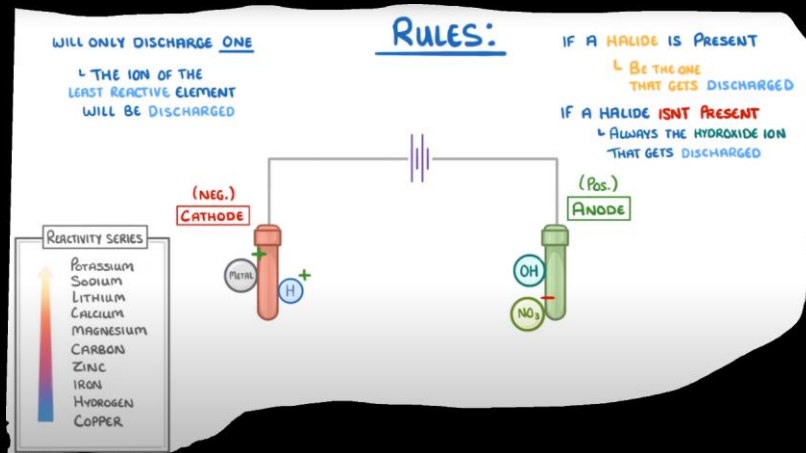 RULES:
WILL ONLY DISCHARGE ONE
THE ION OF THE
LEAST REACTIVE ELEMENT
WILL BE DISCHARGED
IF A HALIDE IS PRESENT
BE THE ONE
THAT GETS DISCHARGED
IF A HALIDE ISNT PRESENT
ALWAYS THE HYDROXIDE ION
THAT GETS DISCHARGED
(NEG.)
CATHODE
(POS.)
ANODE
METAL
+
H
+
OH
NO₃
−
REACTIVITY SERIES
POTASSIUM
SODIUM
LITHIUM
CALCIUM
MAGNESIUM
CARBON
ZINC
IRON
HYDROGEN
COPPER